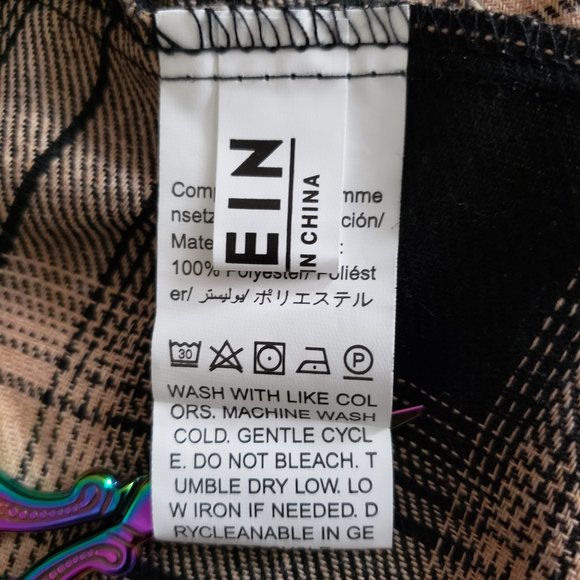 EIN
N CHINA
Com mme
nsetz ción/
Mate :
100% Polyester/ Poliést
er/ بوليستر/ ポリエステル
30
P
WASH WITH LIKE COL
ORS. MACHINE WASH
COLD. GENTLE CYCL
E. DO NOT BLEACH. T
UMBLE DRY LOW. LO
W IRON IF NEEDED. D
RYCLEANABLE IN GE